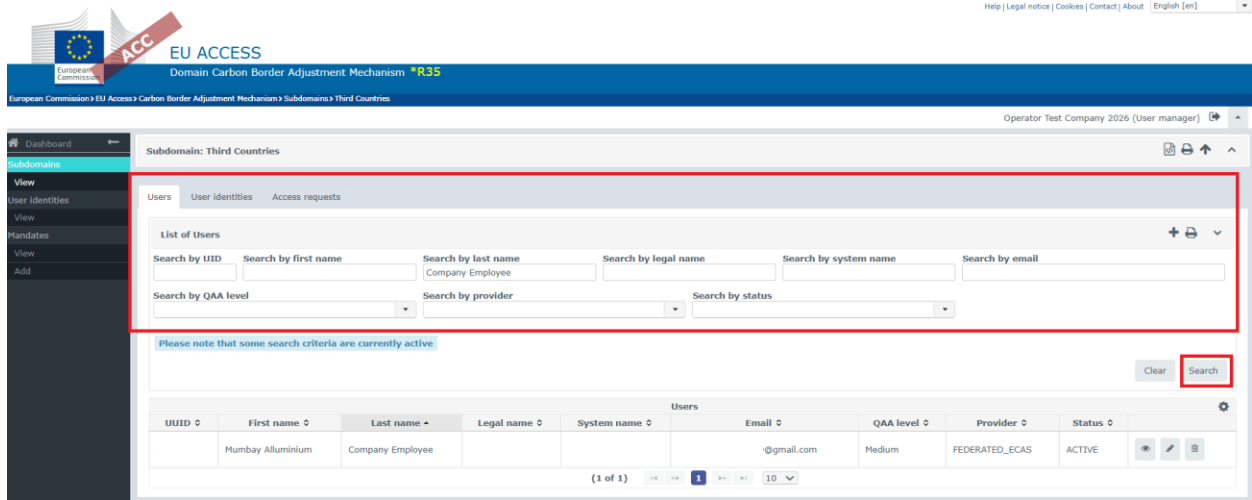 Help | Legal notice | Cookies | Contact | About English [en]
ACC
European Commission
EU ACCESS
Domain Carbon Border Adjustment Mechanism *R35
European Commission > EU Access > Carbon Border Adjustment Mechanism > Subdomains > Third Countries
Operator Test Company 2026 (User manager)
Dashboard
Subdomains
View
User identities
View
Mandates
View
Add
Subdomain: Third Countries
Users User identities Access requests
List of Users
Search by UID Search by first name Search by last name Search by legal name Search by system name Search by email
Company Employee
Search by QAA level Search by provider Search by status
Please note that some search criteria are currently active
Clear Search
Users
UUID First name Last name Legal name System name Email QAA level Provider Status
Mumbay Alluminium Company Employee @gmail.com Medium FEDERATED_ECAS ACTIVE
(1 of 1) 1 10